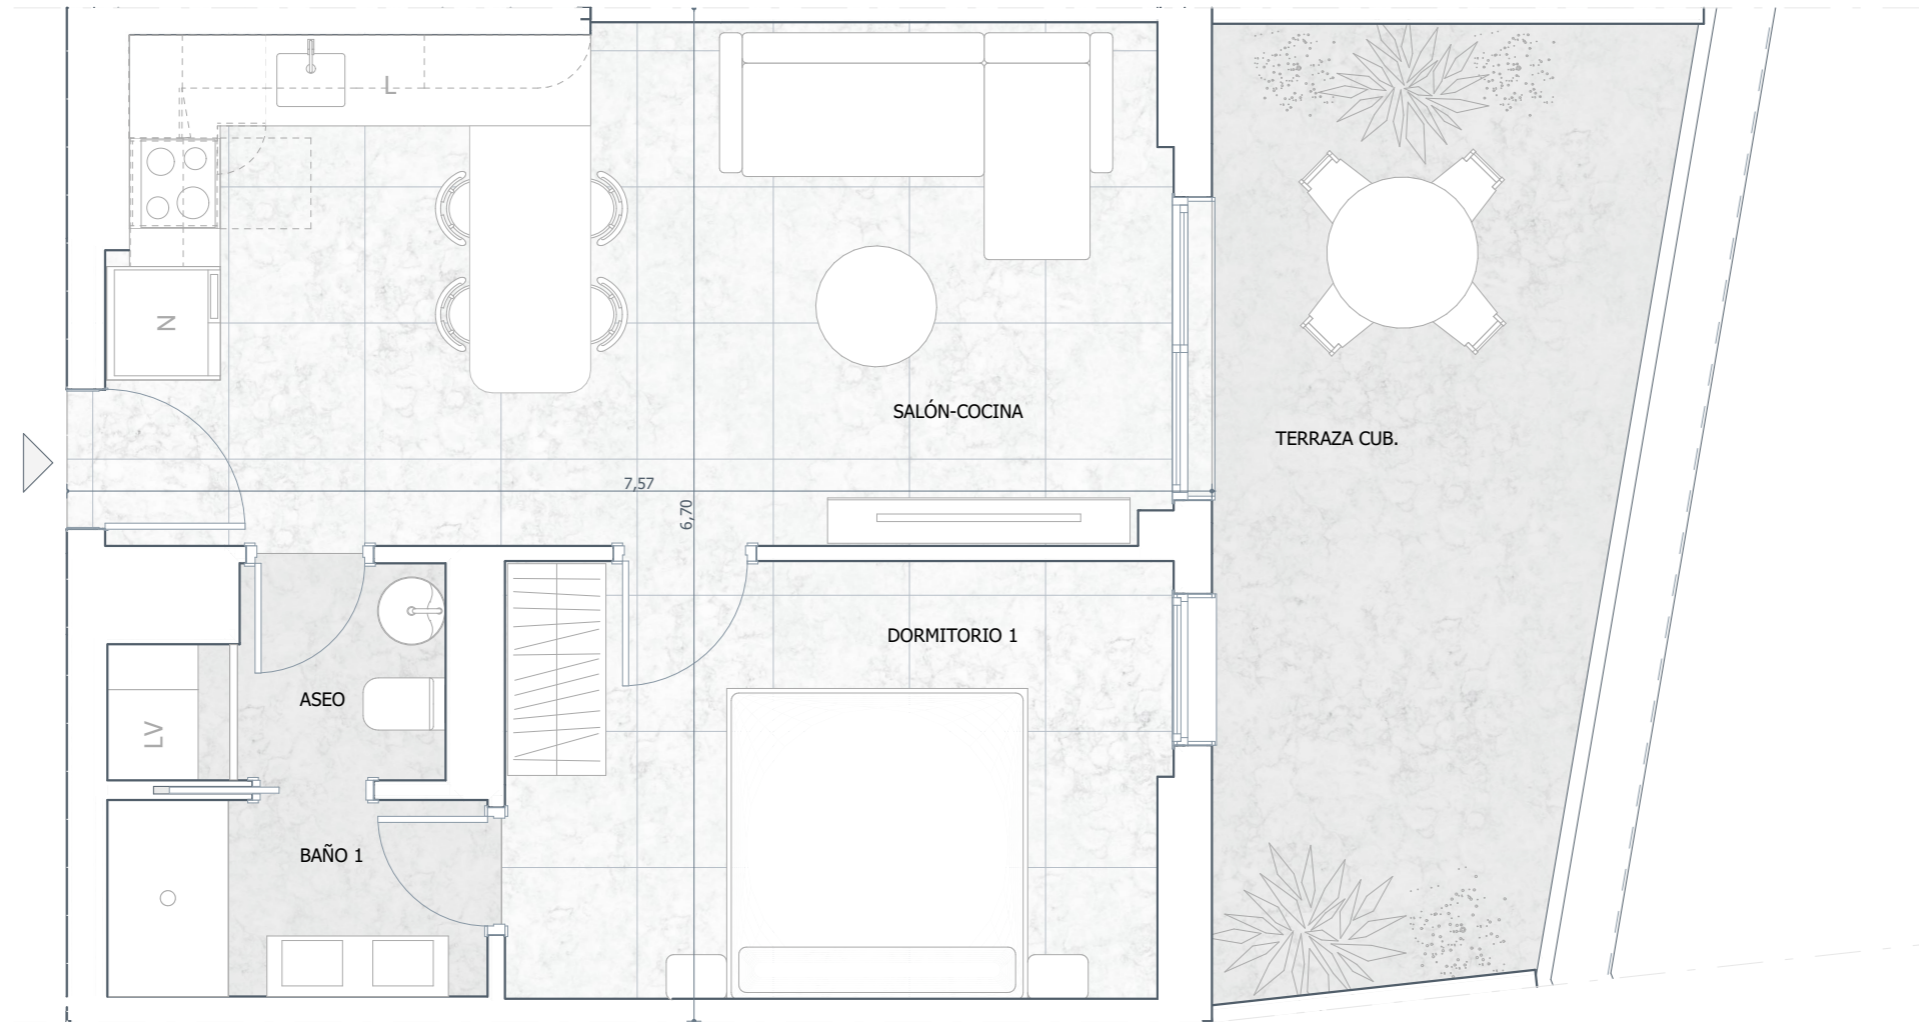 L
N
SALÓN-COCINA
TERRAZA CUB.
7,57
6,70
DORMITORIO 1
ASEO
LV
BAÑO 1